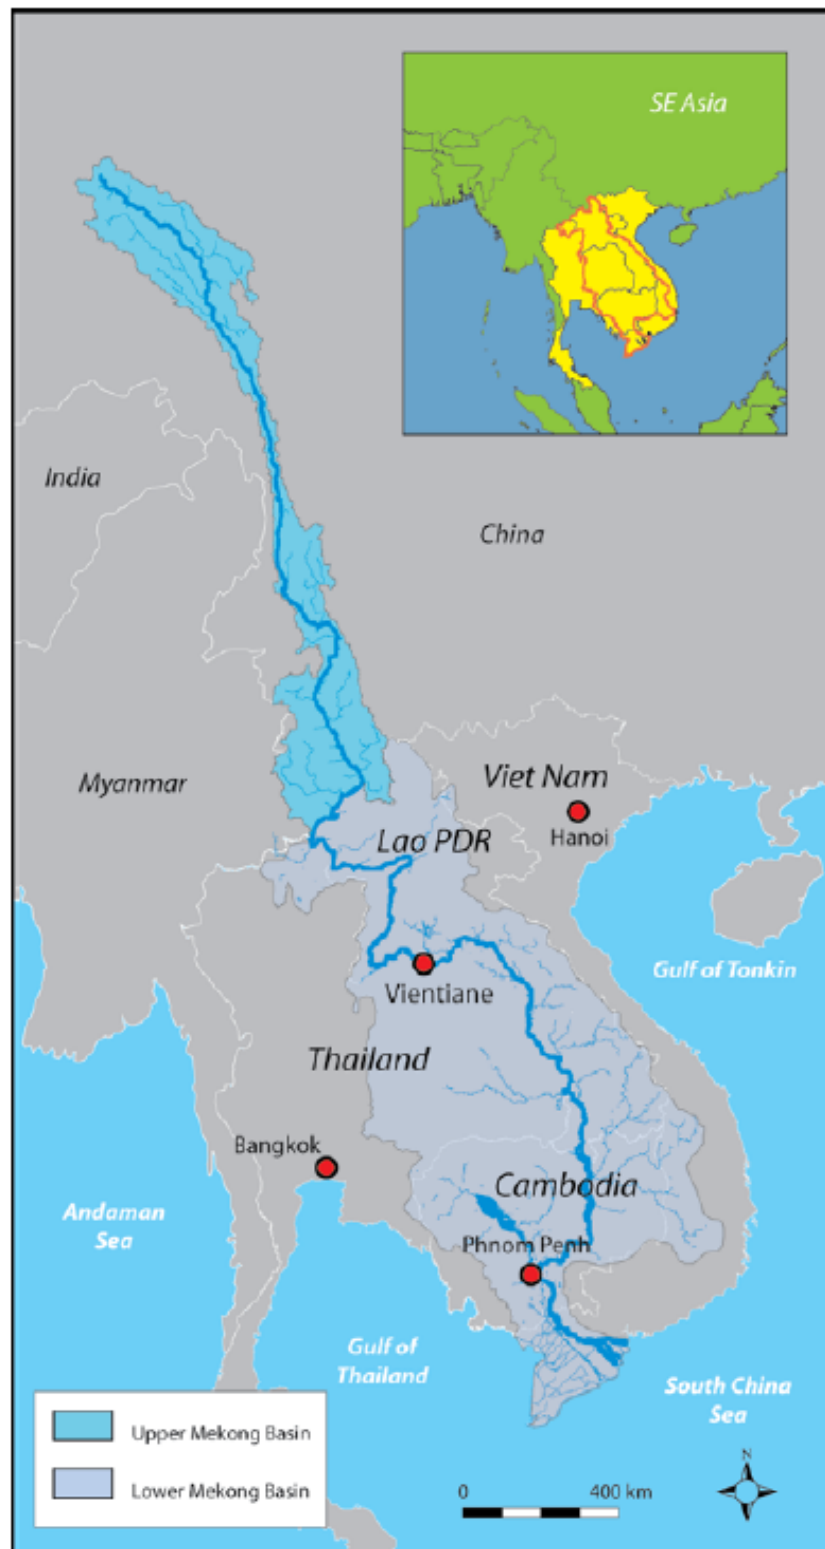 SE Asia
India
China
Myanmar
Viet Nam
Hanoi
Lao PDR
Gulf of Tonkin
Vientiane
Thailand
Bangkok
Cambodia
Andaman
Sea
Phnom Penh
Gulf of
Thailand
South China
Sea
Upper Mekong Basin
Lower Mekong Basin
0 400 km
N